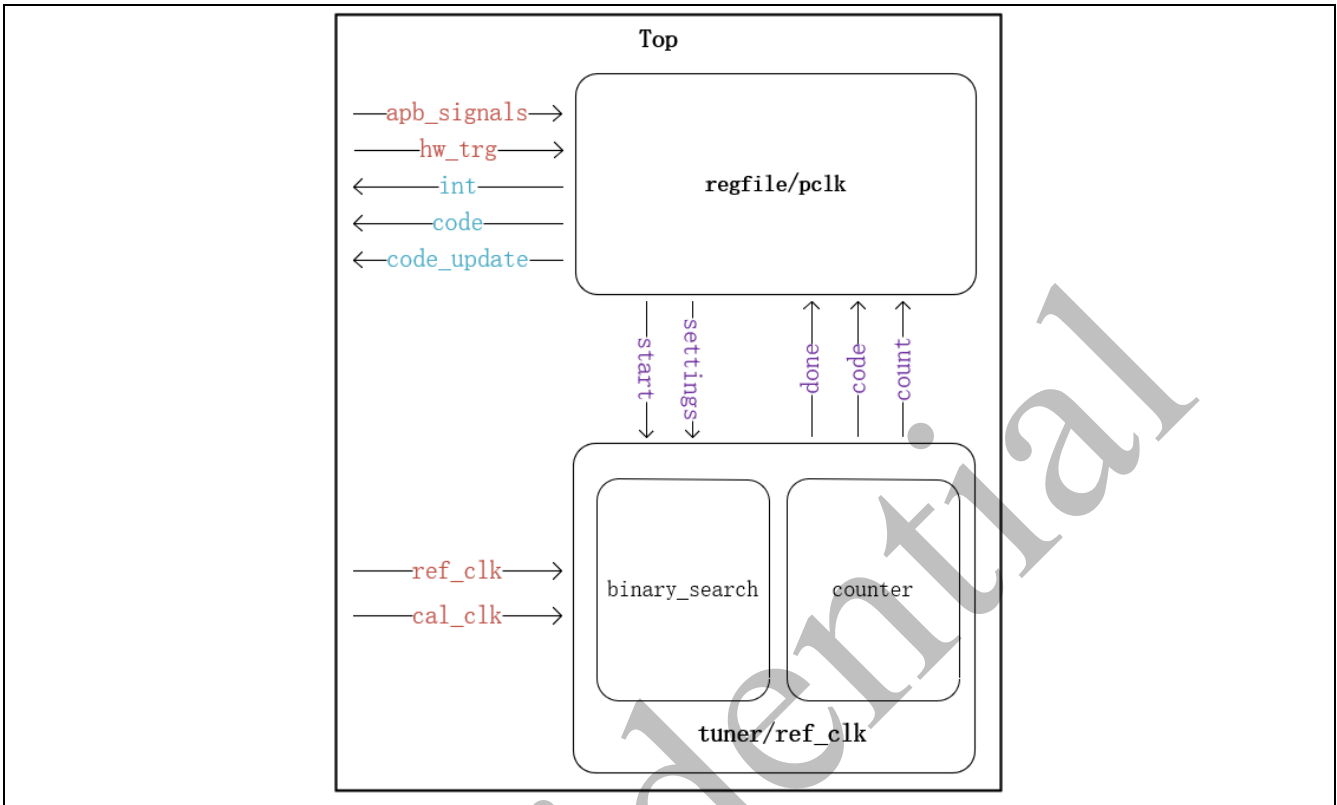 Top
apb_signals
hw_trg
int
code
code_update
regfile/pclk
start
settings
done
code
count
ref_clk
cal_clk
binary_search
counter
tuner/ref_clk